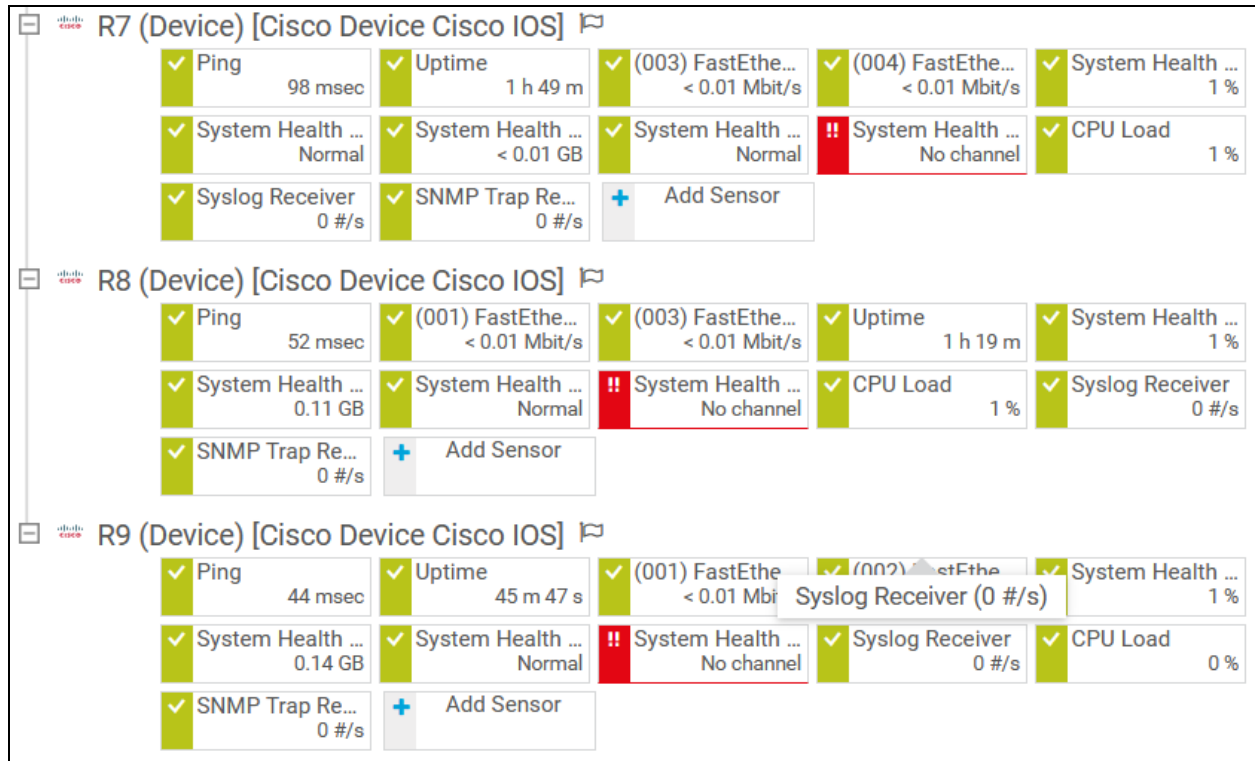 R7 (Device) [Cisco Device Cisco IOS]
Ping
98 msec
Uptime
1 h 49 m
(003) FastEthe...
< 0.01 Mbit/s
(004) FastEthe...
< 0.01 Mbit/s
System Health ...
1 %
System Health ...
Normal
System Health ...
< 0.01 GB
System Health ...
Normal
!! System Health ...
No channel
CPU Load
1 %
Syslog Receiver
0 #/s
SNMP Trap Re...
0 #/s
+ Add Sensor
R8 (Device) [Cisco Device Cisco IOS]
Ping
52 msec
(001) FastEthe...
< 0.01 Mbit/s
(003) FastEthe...
< 0.01 Mbit/s
Uptime
1 h 19 m
System Health ...
1 %
System Health ...
0.11 GB
System Health ...
Normal
!! System Health ...
No channel
CPU Load
1 %
Syslog Receiver
0 #/s
SNMP Trap Re...
0 #/s
+ Add Sensor
R9 (Device) [Cisco Device Cisco IOS]
Ping
44 msec
Uptime
45 m 47 s
(001) FastEthe
< 0.01 Mbi
(002)
Syslog Receiver (0 #/s)
System Health ...
1 %
System Health ...
0.14 GB
System Health ...
Normal
!! System Health ...
No channel
Syslog Receiver
0 #/s
CPU Load
0 %
SNMP Trap Re...
0 #/s
+ Add Sensor